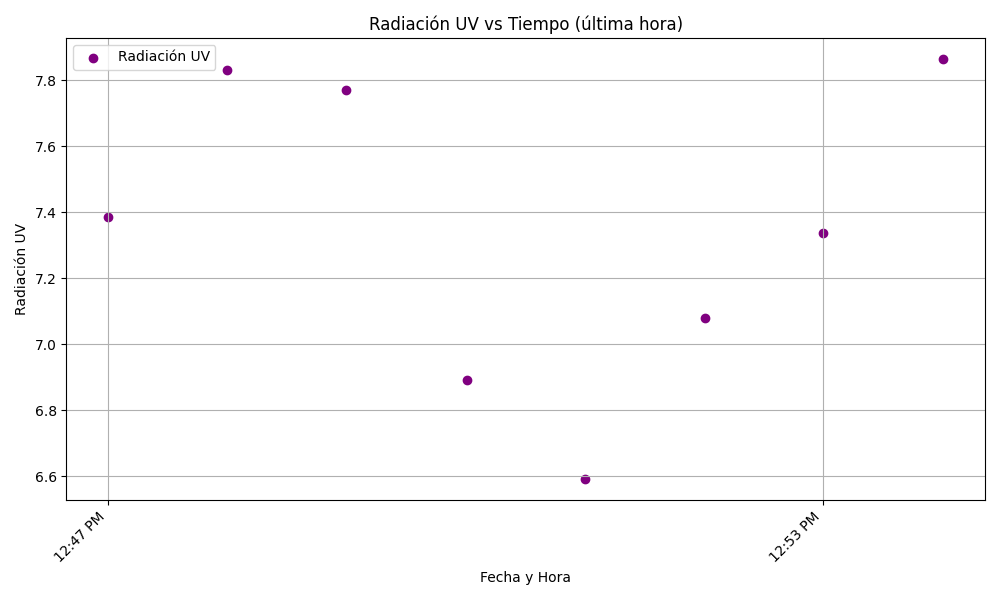 Radiación UV vs Tiempo (última hora)
Radiación UV
7.8
7.6
7.4
7.2
7.0
6.8
6.6
Radiación UV
12:47 PM
12:53 PM
Fecha y Hora